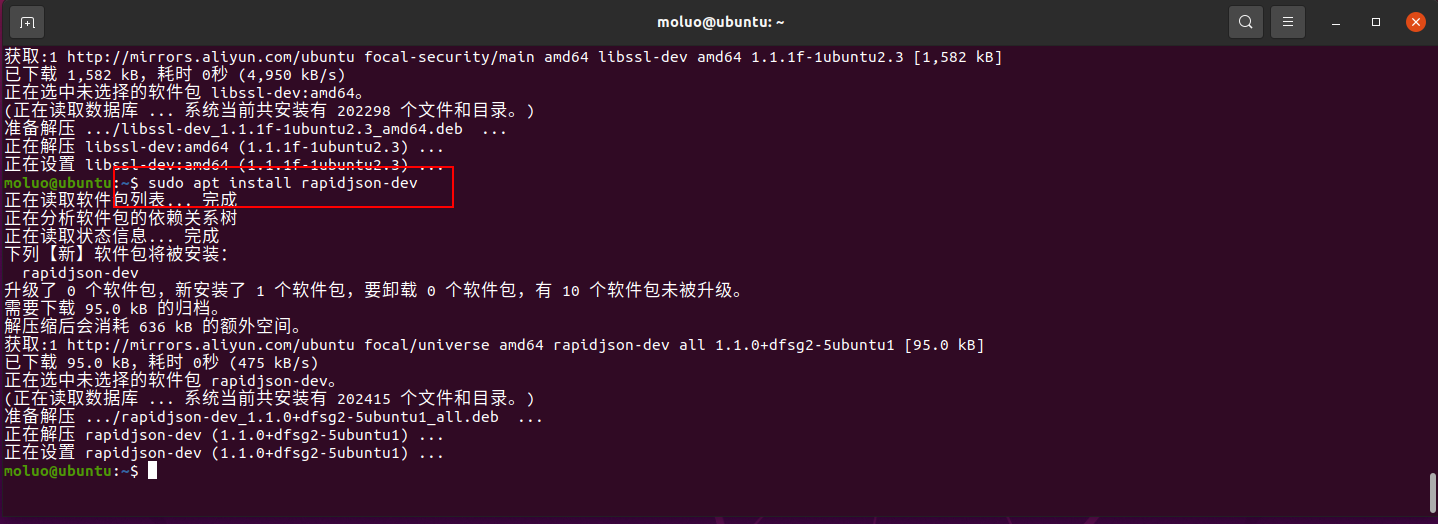 moluo@ubuntu: ~
获取:1 http://mirrors.aliyun.com/ubuntu focal-security/main amd64 libssl-dev amd64 1.1.1f-1ubuntu2.3 [1,582 kB]
已下载 1,582 kB，耗时 0秒 (4,950 kB/s)
正在选中未选择的软件包 libssl-dev:amd64。
(正在读取数据库 ... 系统当前共安装有 202298 个文件和目录。)
准备解压 .../libssl-dev_1.1.1f-1ubuntu2.3_amd64.deb  ...
正在解压 libssl-dev:amd64 (1.1.1f-1ubuntu2.3) ...
正在设置 libssl-dev:amd64 (1.1.1f-1ubuntu2.3) ...
moluo@ubuntu:~$ sudo apt install rapidjson-dev
正在读取软件包列表... 完成
正在分析软件包的依赖关系树
正在读取状态信息... 完成
下列【新】软件包将被安装：
  rapidjson-dev
升级了 0 个软件包，新安装了 1 个软件包，要卸载 0 个软件包，有 10 个软件包未被升级。
需要下载 95.0 kB 的归档。
解压缩后会消耗 636 kB 的额外空间。
获取:1 http://mirrors.aliyun.com/ubuntu focal/universe amd64 rapidjson-dev all 1.1.0+dfsg2-5ubuntu1 [95.0 kB]
已下载 95.0 kB，耗时 0秒 (475 kB/s)
正在选中未选择的软件包 rapidjson-dev。
(正在读取数据库 ... 系统当前共安装有 202415 个文件和目录。)
准备解压 .../rapidjson-dev_1.1.0+dfsg2-5ubuntu1_all.deb  ...
正在解压 rapidjson-dev (1.1.0+dfsg2-5ubuntu1) ...
正在设置 rapidjson-dev (1.1.0+dfsg2-5ubuntu1) ...
moluo@ubuntu:~$